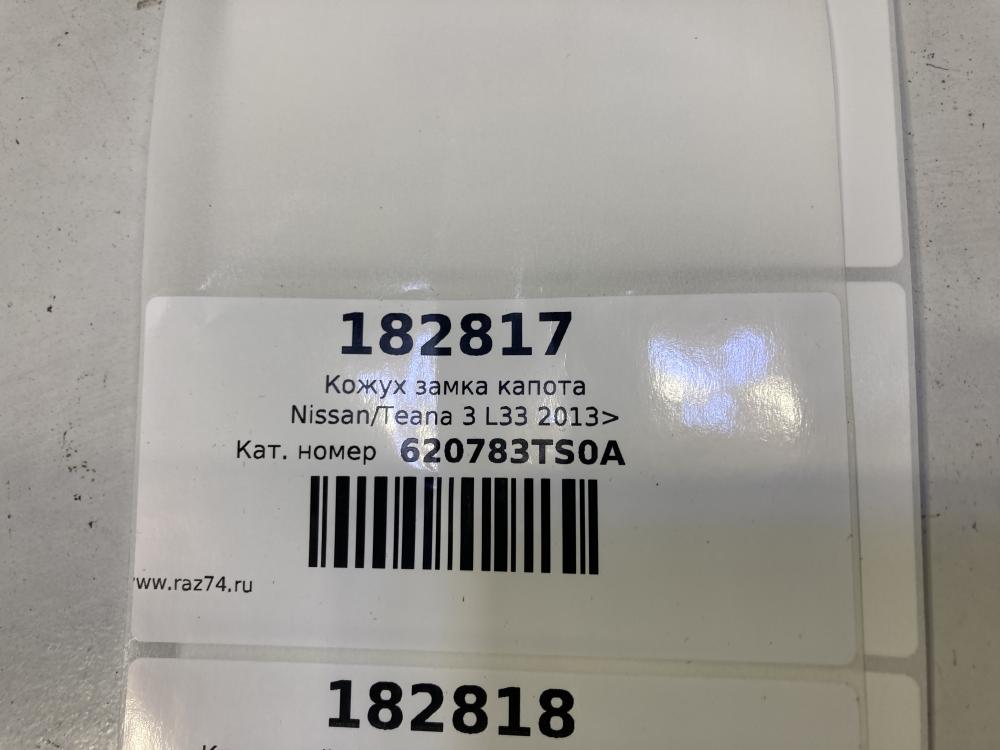 182817
Кожух замка капота
Nissan/Teana 3 L33 2013>
Кат. номер 620783TS0A
www.raz74.ru
182818